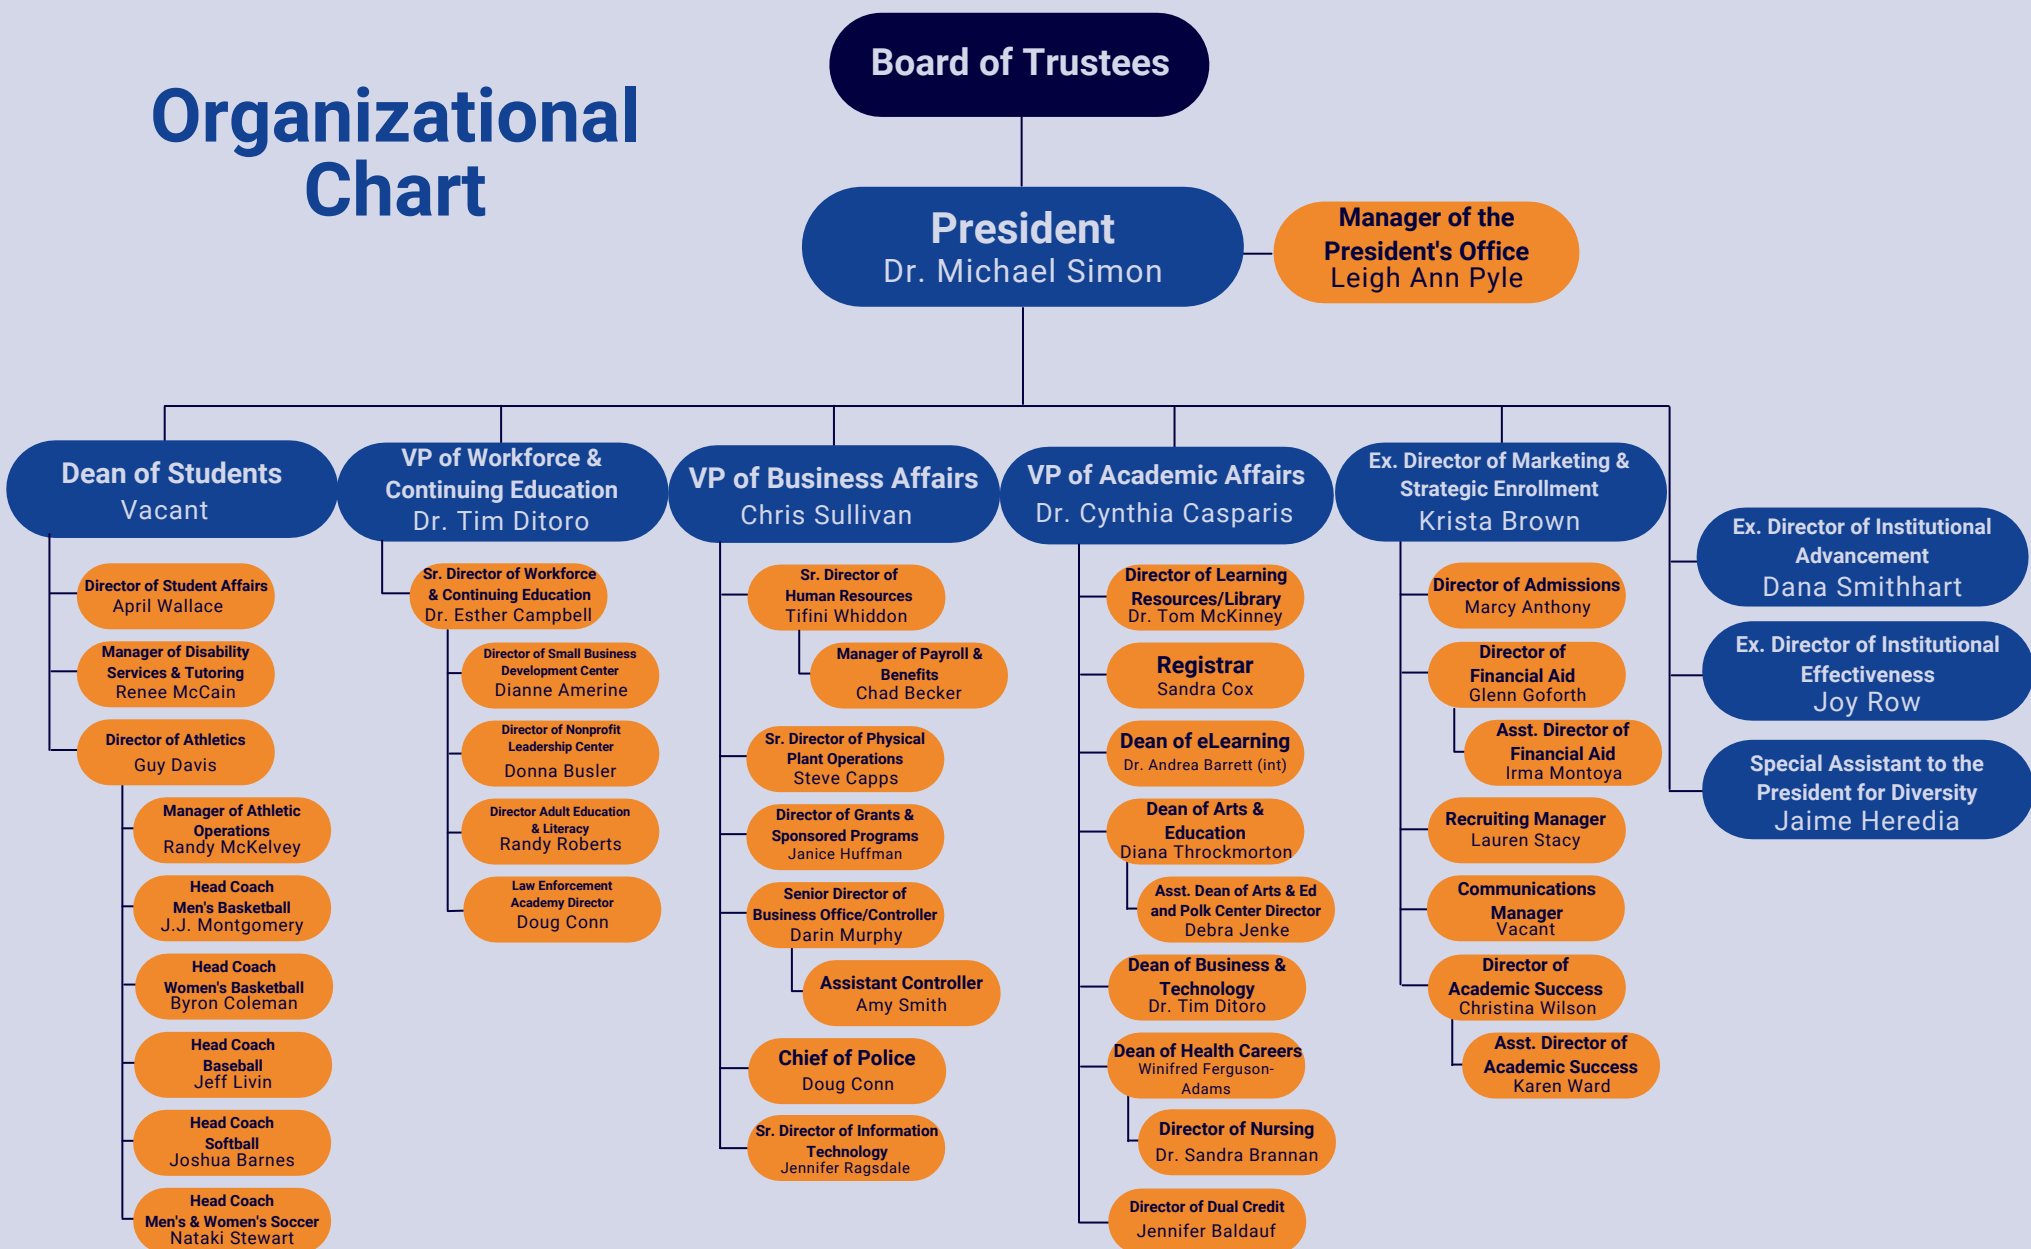 Organizational
Chart
Board of Trustees
President
Dr. Michael Simon
Manager of the
President's Office
Leigh Ann Pyle
Dean of Students
Vacant
Director of Student Affairs
April Wallace
Manager of Disability
Services & Tutoring
Renee McCain
Director of Athletics
Guy Davis
Manager of Athletic
Operations
Randy McKelvey
Head Coach
Men's Basketball
J.J. Montgomery
Head Coach
Women's Basketball
Byron Coleman
Head Coach
Baseball
Jeff Livin
Head Coach
Softball
Joshua Barnes
Head Coach
Men's & Women's Soccer
Nataki Stewart
VP of Workforce &
Continuing Education
Dr. Tim Ditoro
Sr. Director of Workforce
& Continuing Education
Dr. Esther Campbell
Director of Small Business
Development Center
Dianne Amerine
Director of Nonprofit
Leadership Center
Donna Busler
Director Adult Education
& Literacy
Randy Roberts
Law Enforcement
Academy Director
Doug Conn
VP of Business Affairs
Chris Sullivan
Sr. Director of
Human Resources
Tifini Whiddon
Manager of Payroll &
Benefits
Chad Becker
Sr. Director of Physical
Plant Operations
Steve Capps
Director of Grants &
Sponsored Programs
Janice Huffman
Senior Director of
Business Office/Controller
Darin Murphy
Assistant Controller
Amy Smith
Chief of Police
Doug Conn
Sr. Director of Information
Technology
Jennifer Ragsdale
VP of Academic Affairs
Dr. Cynthia Casparis
Director of Learning
Resources/Library
Dr. Tom McKinney
Registrar
Sandra Cox
Dean of eLearning
Dr. Andrea Barrett (int)
Dean of Arts &
Education
Diana Throckmorton
Asst. Dean of Arts & Ed
and Polk Center Director
Debra Jenke
Dean of Business &
Technology
Dr. Tim Ditoro
Dean of Health Careers
Winifred Ferguson-
Adams
Director of Nursing
Dr. Sandra Brannan
Director of Dual Credit
Jennifer Baldauf
Ex. Director of Marketing &
Strategic Enrollment
Krista Brown
Director of Admissions
Marcy Anthony
Director of
Financial Aid
Glenn Goforth
Asst. Director of
Financial Aid
Irma Montoya
Recruiting Manager
Lauren Stacy
Communications
Manager
Vacant
Director of
Academic Success
Christina Wilson
Asst. Director of
Academic Success
Karen Ward
Ex. Director of Institutional
Advancement
Dana Smithhart
Ex. Director of Institutional
Effectiveness
Joy Row
Special Assistant to the
President for Diversity
Jaime Heredia